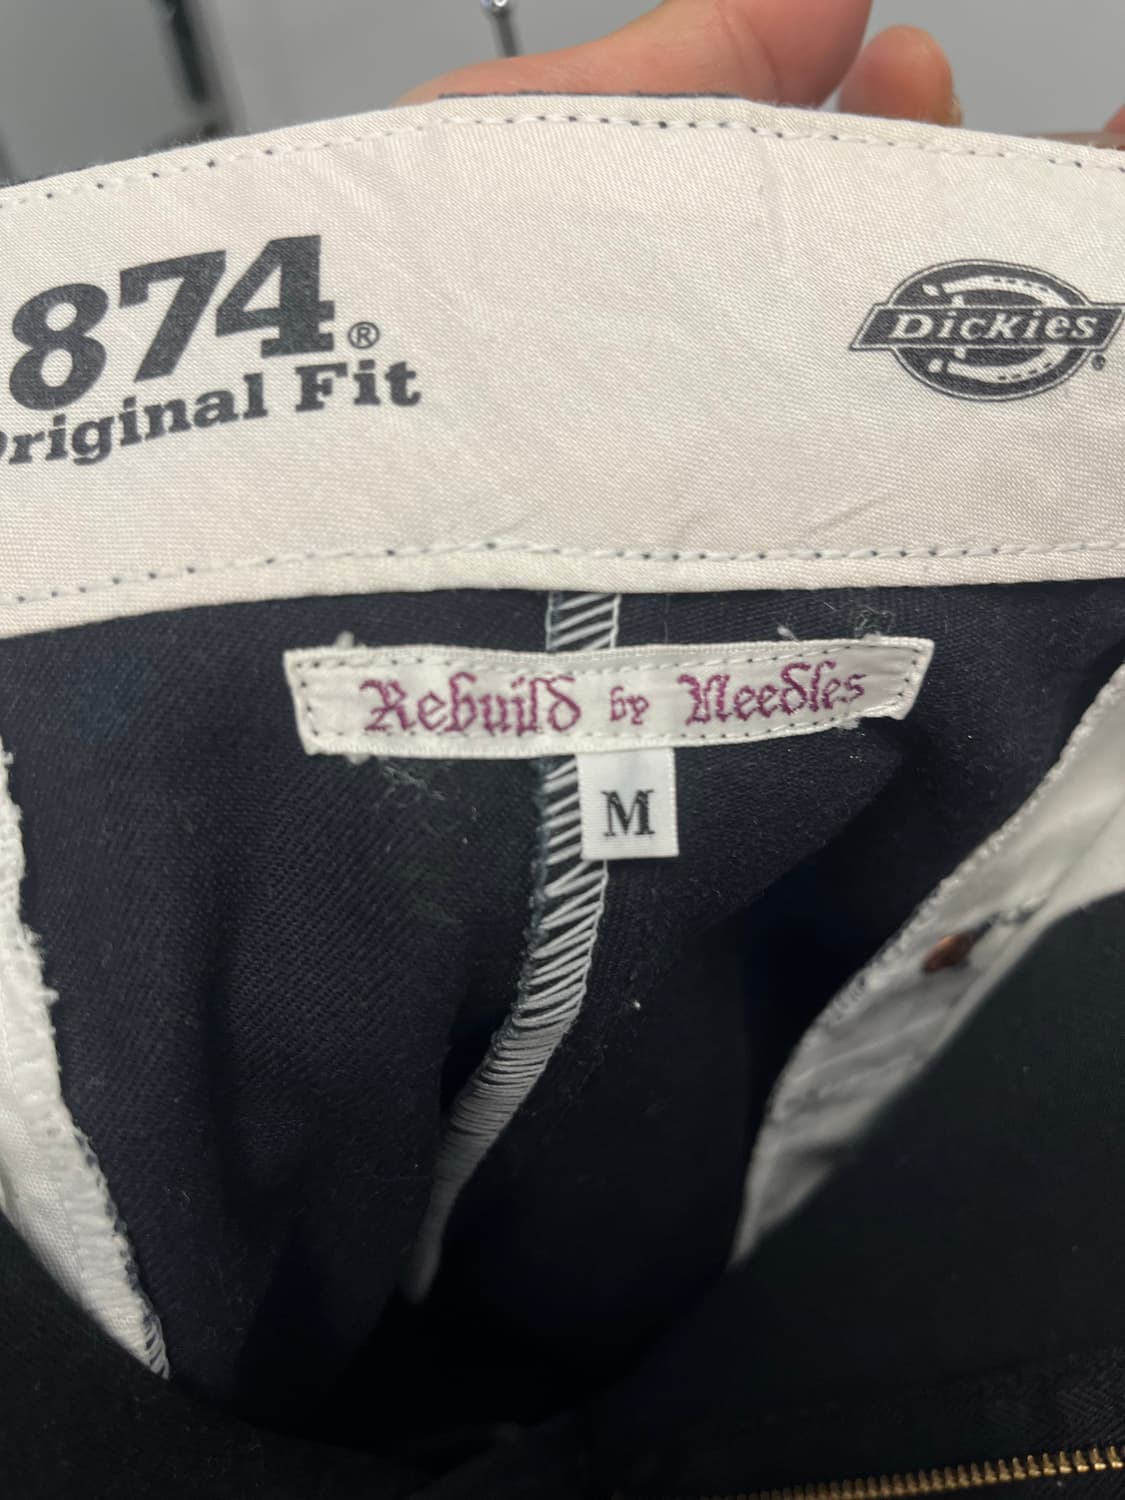 874®
Original Fit
Dickies®
Rebuild by Needles
M